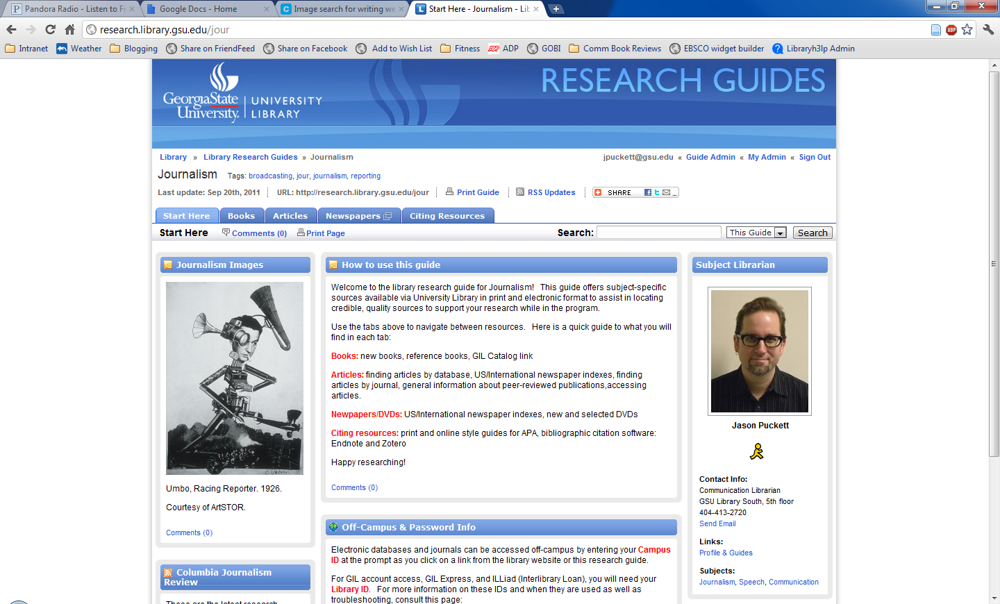 Pandora Radio - Listen to Fr
Google Docs - Home
Image search for writing we
Start Here - Journalism - Lib
research.library.gsu.edu/jour
ABP
Intranet Weather Blogging Share on FriendFeed Share on Facebook Add to Wish List Fitness ADP ADP GOBI Comm Book Reviews EBSCO widget builder Libraryh3lp Admin
GeorgiaState University. UNIVERSITY LIBRARY
RESEARCH GUIDES
Library » Library Research Guides » Journalism
jpuckett@gsu.edu « Guide Admin « My Admin « Sign Out
Journalism Tags: broadcasting, jour, journalism, reporting
Last update: Sep 20th, 2011 URL: http://research.library.gsu.edu/jour Print Guide RSS Updates SHARE ...
Start Here Books Articles Newspapers Citing Resources
Start Here Comments (0) Print Page Search: This Guide Search
Journalism Images
Umbo, Racing Reporter. 1926.
Courtesy of ArtSTOR.
Comments (0)
Columbia Journalism
Review
These are the latest research
How to use this guide
Welcome to the library research guide for Journalism! This guide offers subject-specific
sources available via University Library in print and electronic format to assist in locating
credible, quality sources to support your research while in the program.
Use the tabs above to navigate between resources. Here is a quick guide to what you will
find in each tab:
Books: new books, reference books, GIL Catalog link
Articles: finding articles by database, US/International newspaper indexes, finding
articles by journal, general information about peer-reviewed publications,accessing
articles.
Newpapers/DVDs: US/International newspaper indexes, new and selected DVDs
Citing resources: print and online style guides for APA, bibliographic citation software:
Endnote and Zotero
Happy researching!
Comments (0)
Off-Campus & Password Info
Electronic databases and journals can be accessed off-campus by entering your Campus
ID at the prompt as you click on a link from the library website or this research guide.
For GIL account access, GIL Express, and ILLiad (Interlibrary Loan), you will need your
Library ID. For more information on these IDs and when they are used as well as
troubleshooting, consult this page:
Subject Librarian
Jason Puckett
Contact Info:
Communication Librarian
GSU Library South, 5th floor
404-413-2720
Send Email
Links:
Profile & Guides
Subjects:
Journalism, Speech, Communication